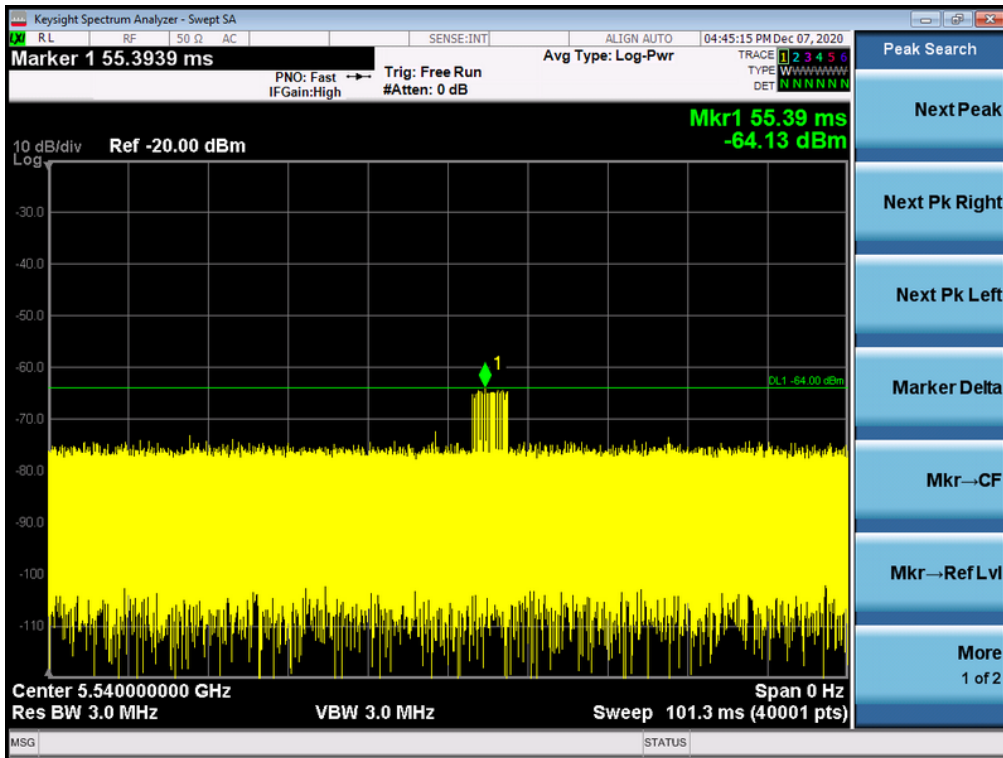 Keysight Spectrum Analyzer - Swept SA
LXI RL RF 50 Ω AC SENSE:INT ALIGN AUTO 04:45:15 PM Dec 07, 2020
Marker 1 55.3939 ms
PNO: Fast
IFGain:High
Trig: Free Run
#Atten: 0 dB
Avg Type: Log-Pwr
TRACE 1 2 3 4 5 6
TYPE WWWWWW
DET N N N N N N
Peak Search
Next Peak
Next Pk Right
Next Pk Left
Marker Delta
Mkr→CF
Mkr→Ref Lvl
More
1 of 2
Mkr1 55.39 ms
-64.13 dBm
10 dB/div Ref -20.00 dBm
Log
-30.0
-40.0
-50.0
-60.0
1
DL1 -64.00 dBm
-70.0
-80.0
-90.0
-100
-110
Center 5.540000000 GHz Span 0 Hz
Res BW 3.0 MHz VBW 3.0 MHz Sweep 101.3 ms (40001 pts)
MSG STATUS